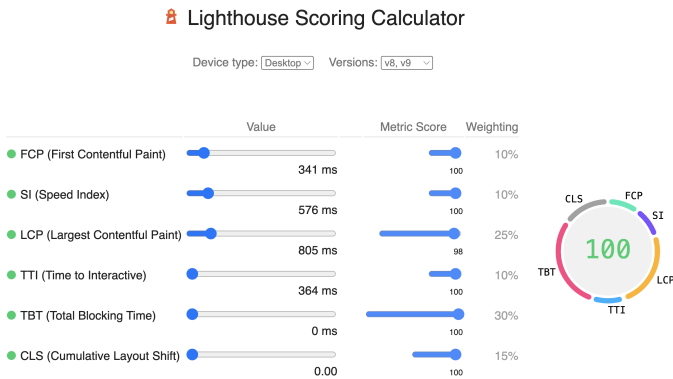 Lighthouse Scoring Calculator
Device type: Desktop Versions: v8, v9
Value Metric Score Weighting
FCP (First Contentful Paint) 10%
341 ms 100
SI (Speed Index) 10%
576 ms 100
LCP (Largest Contentful Paint) 25%
805 ms 98
TTI (Time to Interactive) 10%
364 ms 100
TBT (Total Blocking Time) 30%
0 ms 100
CLS (Cumulative Layout Shift) 15%
0.00 100
CLS FCP
SI
100
TBT LCP
TTI